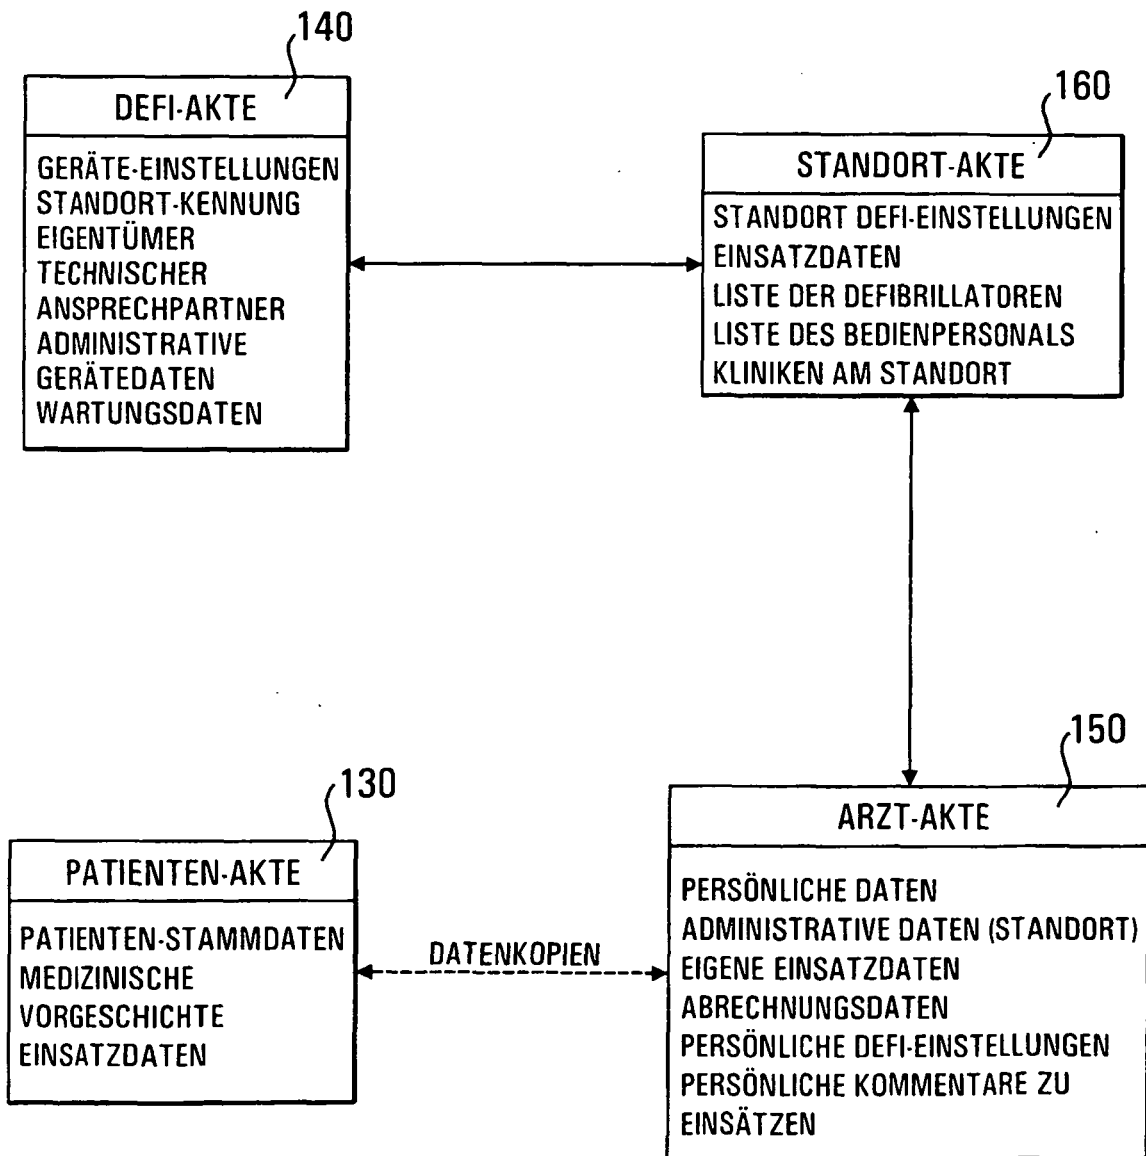 140
DEFI-AKTE
GERÄTE-EINSTELLUNGEN
STANDORT-KENNUNG
EIGENTÜMER
TECHNISCHER
ANSPRECHPARTNER
ADMINISTRATIVE
GERÄTEDATEN
WARTUNGSDATEN
160
STANDORT-AKTE
STANDORT DEFI-EINSTELLUNGEN
EINSATZDATEN
LISTE DER DEFIBRILLATOREN
LISTE DES BEDIENPERSONALS
KLINIKEN AM STANDORT
130
PATIENTEN-AKTE
PATIENTEN-STAMMDATEN
MEDIZINISCHE
VORGESCHICHTE
EINSATZDATEN
DATENKOPIEN
150
ARZT-AKTE
PERSÖNLICHE DATEN
ADMINISTRATIVE DATEN (STANDORT)
EIGENE EINSATZDATEN
ABRECHNUNGSDATEN
PERSÖNLICHE DEFI-EINSTELLUNGEN
PERSÖNLICHE KOMMENTARE ZU
EINSÄTZEN